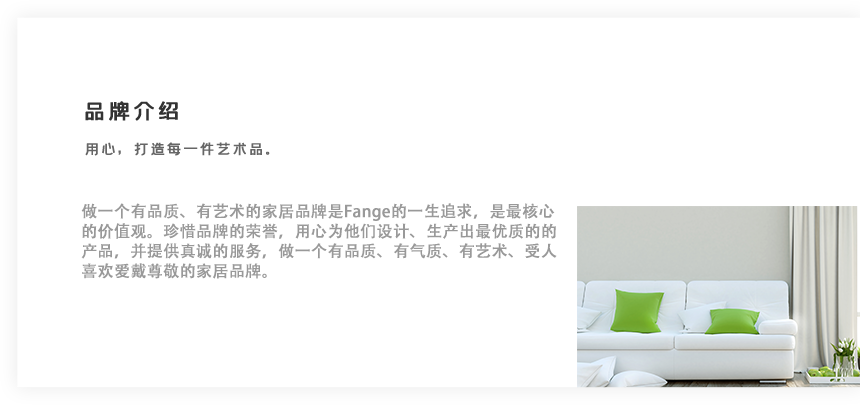 品牌介绍
用心，打造每一件艺术品。
做一个有品质、有艺术的家居品牌是Fange的一生追求，是最核心
的价值观。珍惜品牌的荣誉，用心为他们设计、生产出最优质的的
产品，并提供真诚的服务，做一个有品质、有气质、有艺术、受人
喜欢爱戴尊敬的家居品牌。